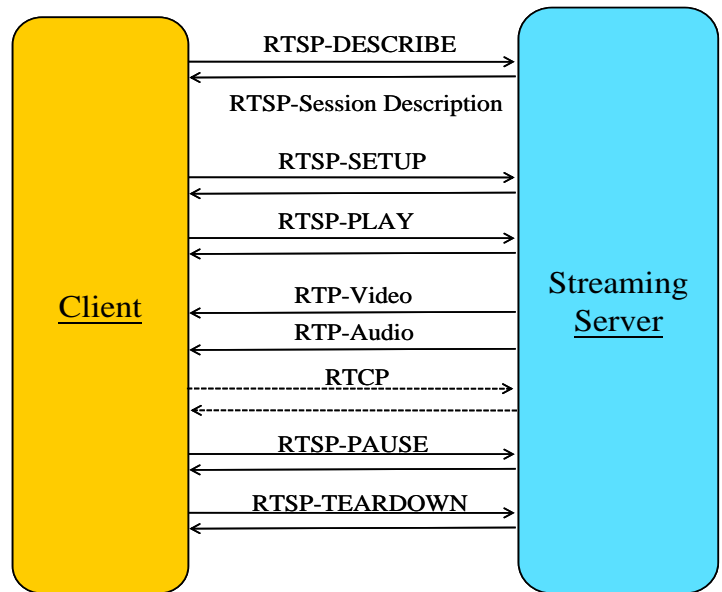 RTSP-DESCRIBE
RTSP-Session Description
RTSP-SETUP
RTSP-PLAY
RTP-Video
RTP-Audio
RTCP
RTSP-PAUSE
RTSP-TEARDOWN
Client
Streaming
Server